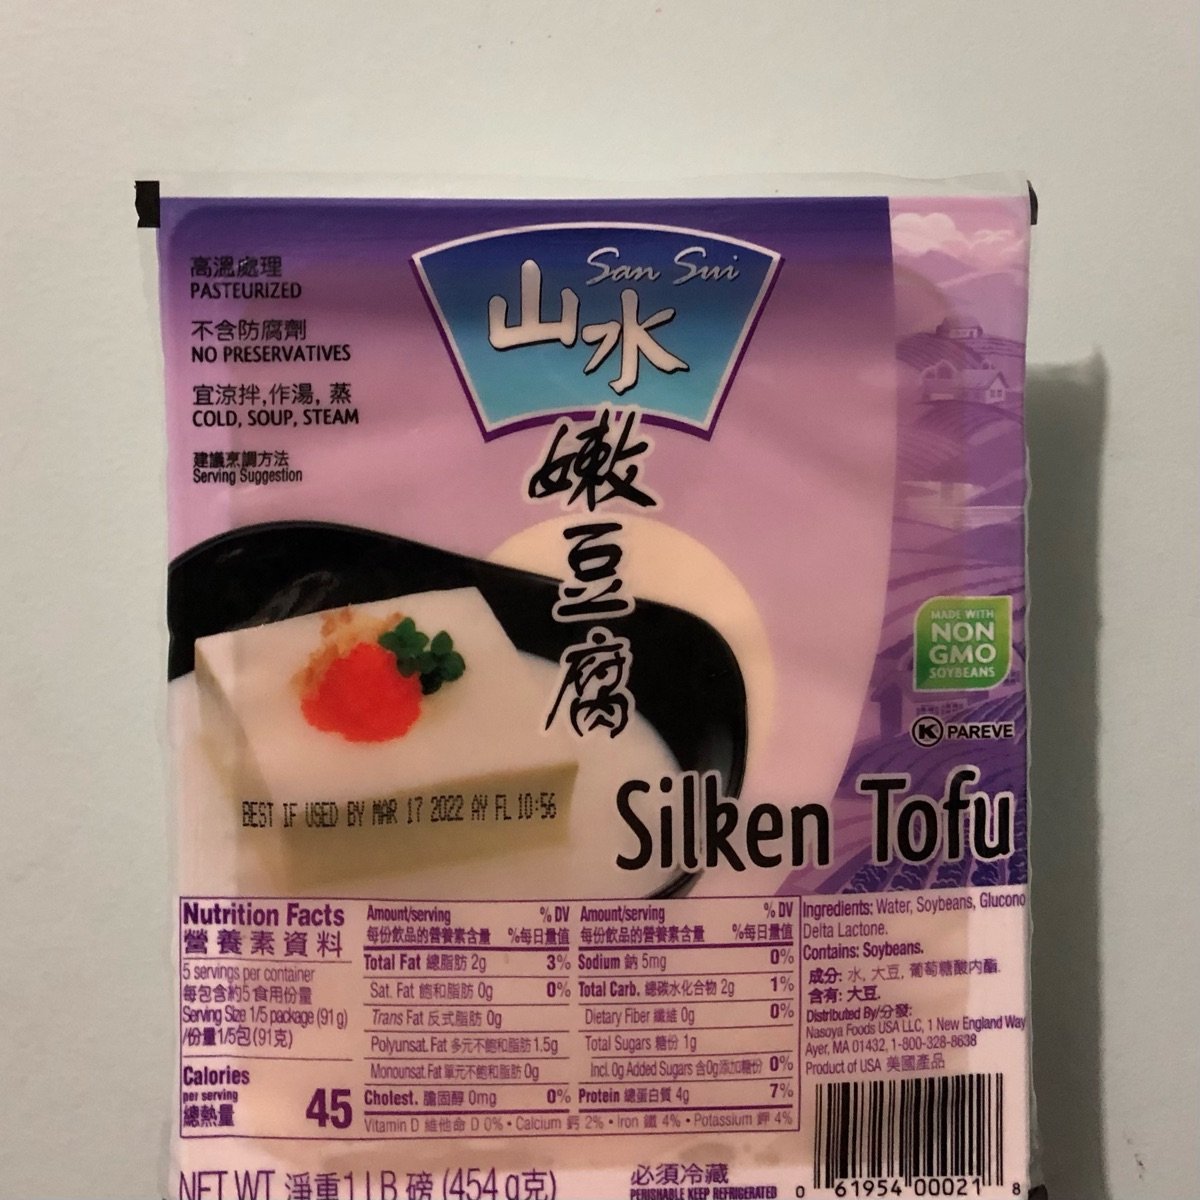 高溫處理
PASTEURIZED
不含防腐劑
NO PRESERVATIVES
宜涼拌,作湯, 蒸
COLD, SOUP, STEAM
建議烹調方法
Serving Suggestion
San Sui
山水
嫩豆腐
MADE WITH
NON
GMO
SOYBEANS
K PAREVE
Silken Tofu
BEST IF USED BY MAR 17 2022 AY FL 10:56
Nutrition Facts
營養素資料
5 servings per container
每包含約5食用份量
Serving Size 1/5 package (91 g)
/份量1/5包(91克)
Calories
per serving
總熱量
45
Amount/serving % DV
每份飲品的營養素含量 %每日量值
Total Fat 總脂肪 2g 3%
Sat. Fat 飽和脂肪 0g 0%
Trans Fat 反式脂肪 0g
Polyunsat. Fat 多元不飽和脂肪 1.5g
Monounsat. Fat 單元不飽和脂肪 0g
Cholest. 膽固醇 0mg 0%
Amount/serving % DV
每份飲品的營養素含量 %每日量值
Sodium 鈉 5mg 0%
Total Carb. 總碳水化合物 2g 1%
Dietary Fiber 纖維 0g 0%
Total Sugars 糖份 1g
Incl. 0g Added Sugars 含0g添加糖份 0%
Protein 總蛋白質 4g 7%
Vitamin D 維他命 D 0% • Calcium 鈣 2% • Iron 鐵 4% • Potassium 鉀 4%
Ingredients: Water, Soybeans, Glucono
Delta Lactone.
Contains: Soybeans.
成分: 水, 大豆, 葡萄糖酸内酯.
含有: 大豆.
Distributed By/分發:
Nasoya Foods USA LLC, 1 New England Way
Ayer, MA 01432, 1-800-328-8638
Product of USA 美國產品
NET WT 淨重1 LB 磅 (454 g克)
必須冷藏
PERISHABLE KEEP REFRIGERATED
0 61954 00021 8